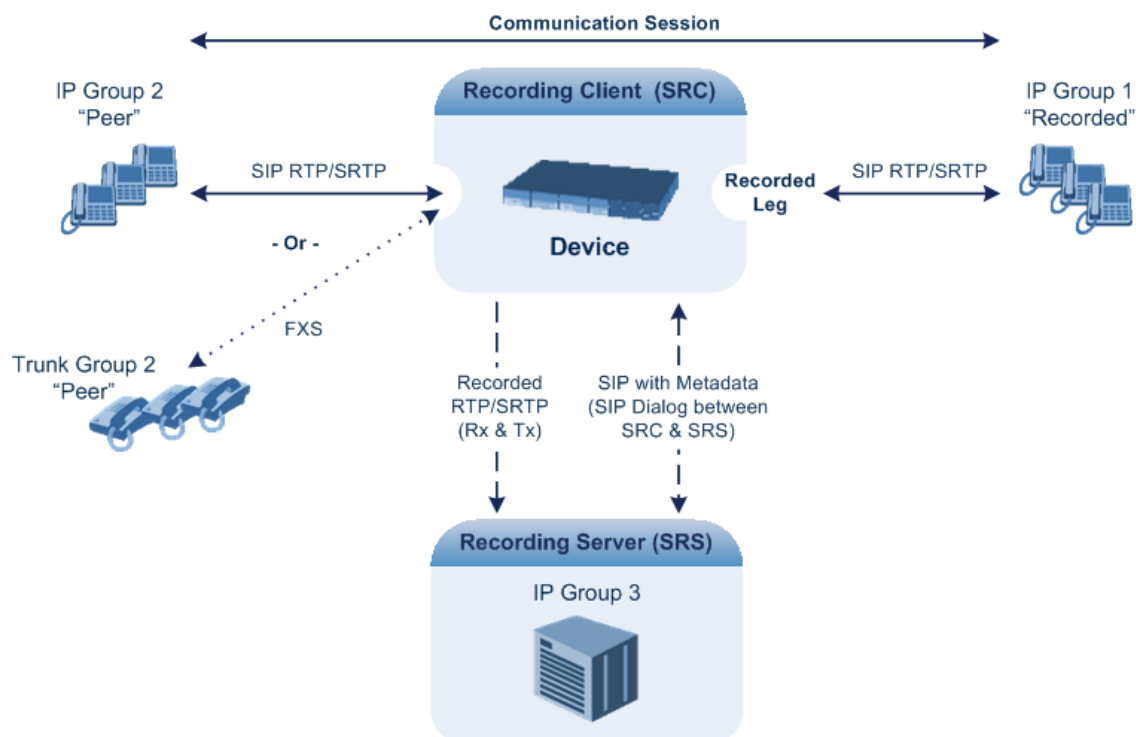 Communication Session
IP Group 2
“Peer”
Recording Client (SRC)
IP Group 1
“Recorded”
SIP RTP/SRTP
Recorded
Leg
SIP RTP/SRTP
- Or -
Device
FXS
Trunk Group 2
“Peer”
Recorded
RTP/SRTP
(Rx & Tx)
SIP with Metadata
(SIP Dialog between
SRC & SRS)
Recording Server (SRS)
IP Group 3